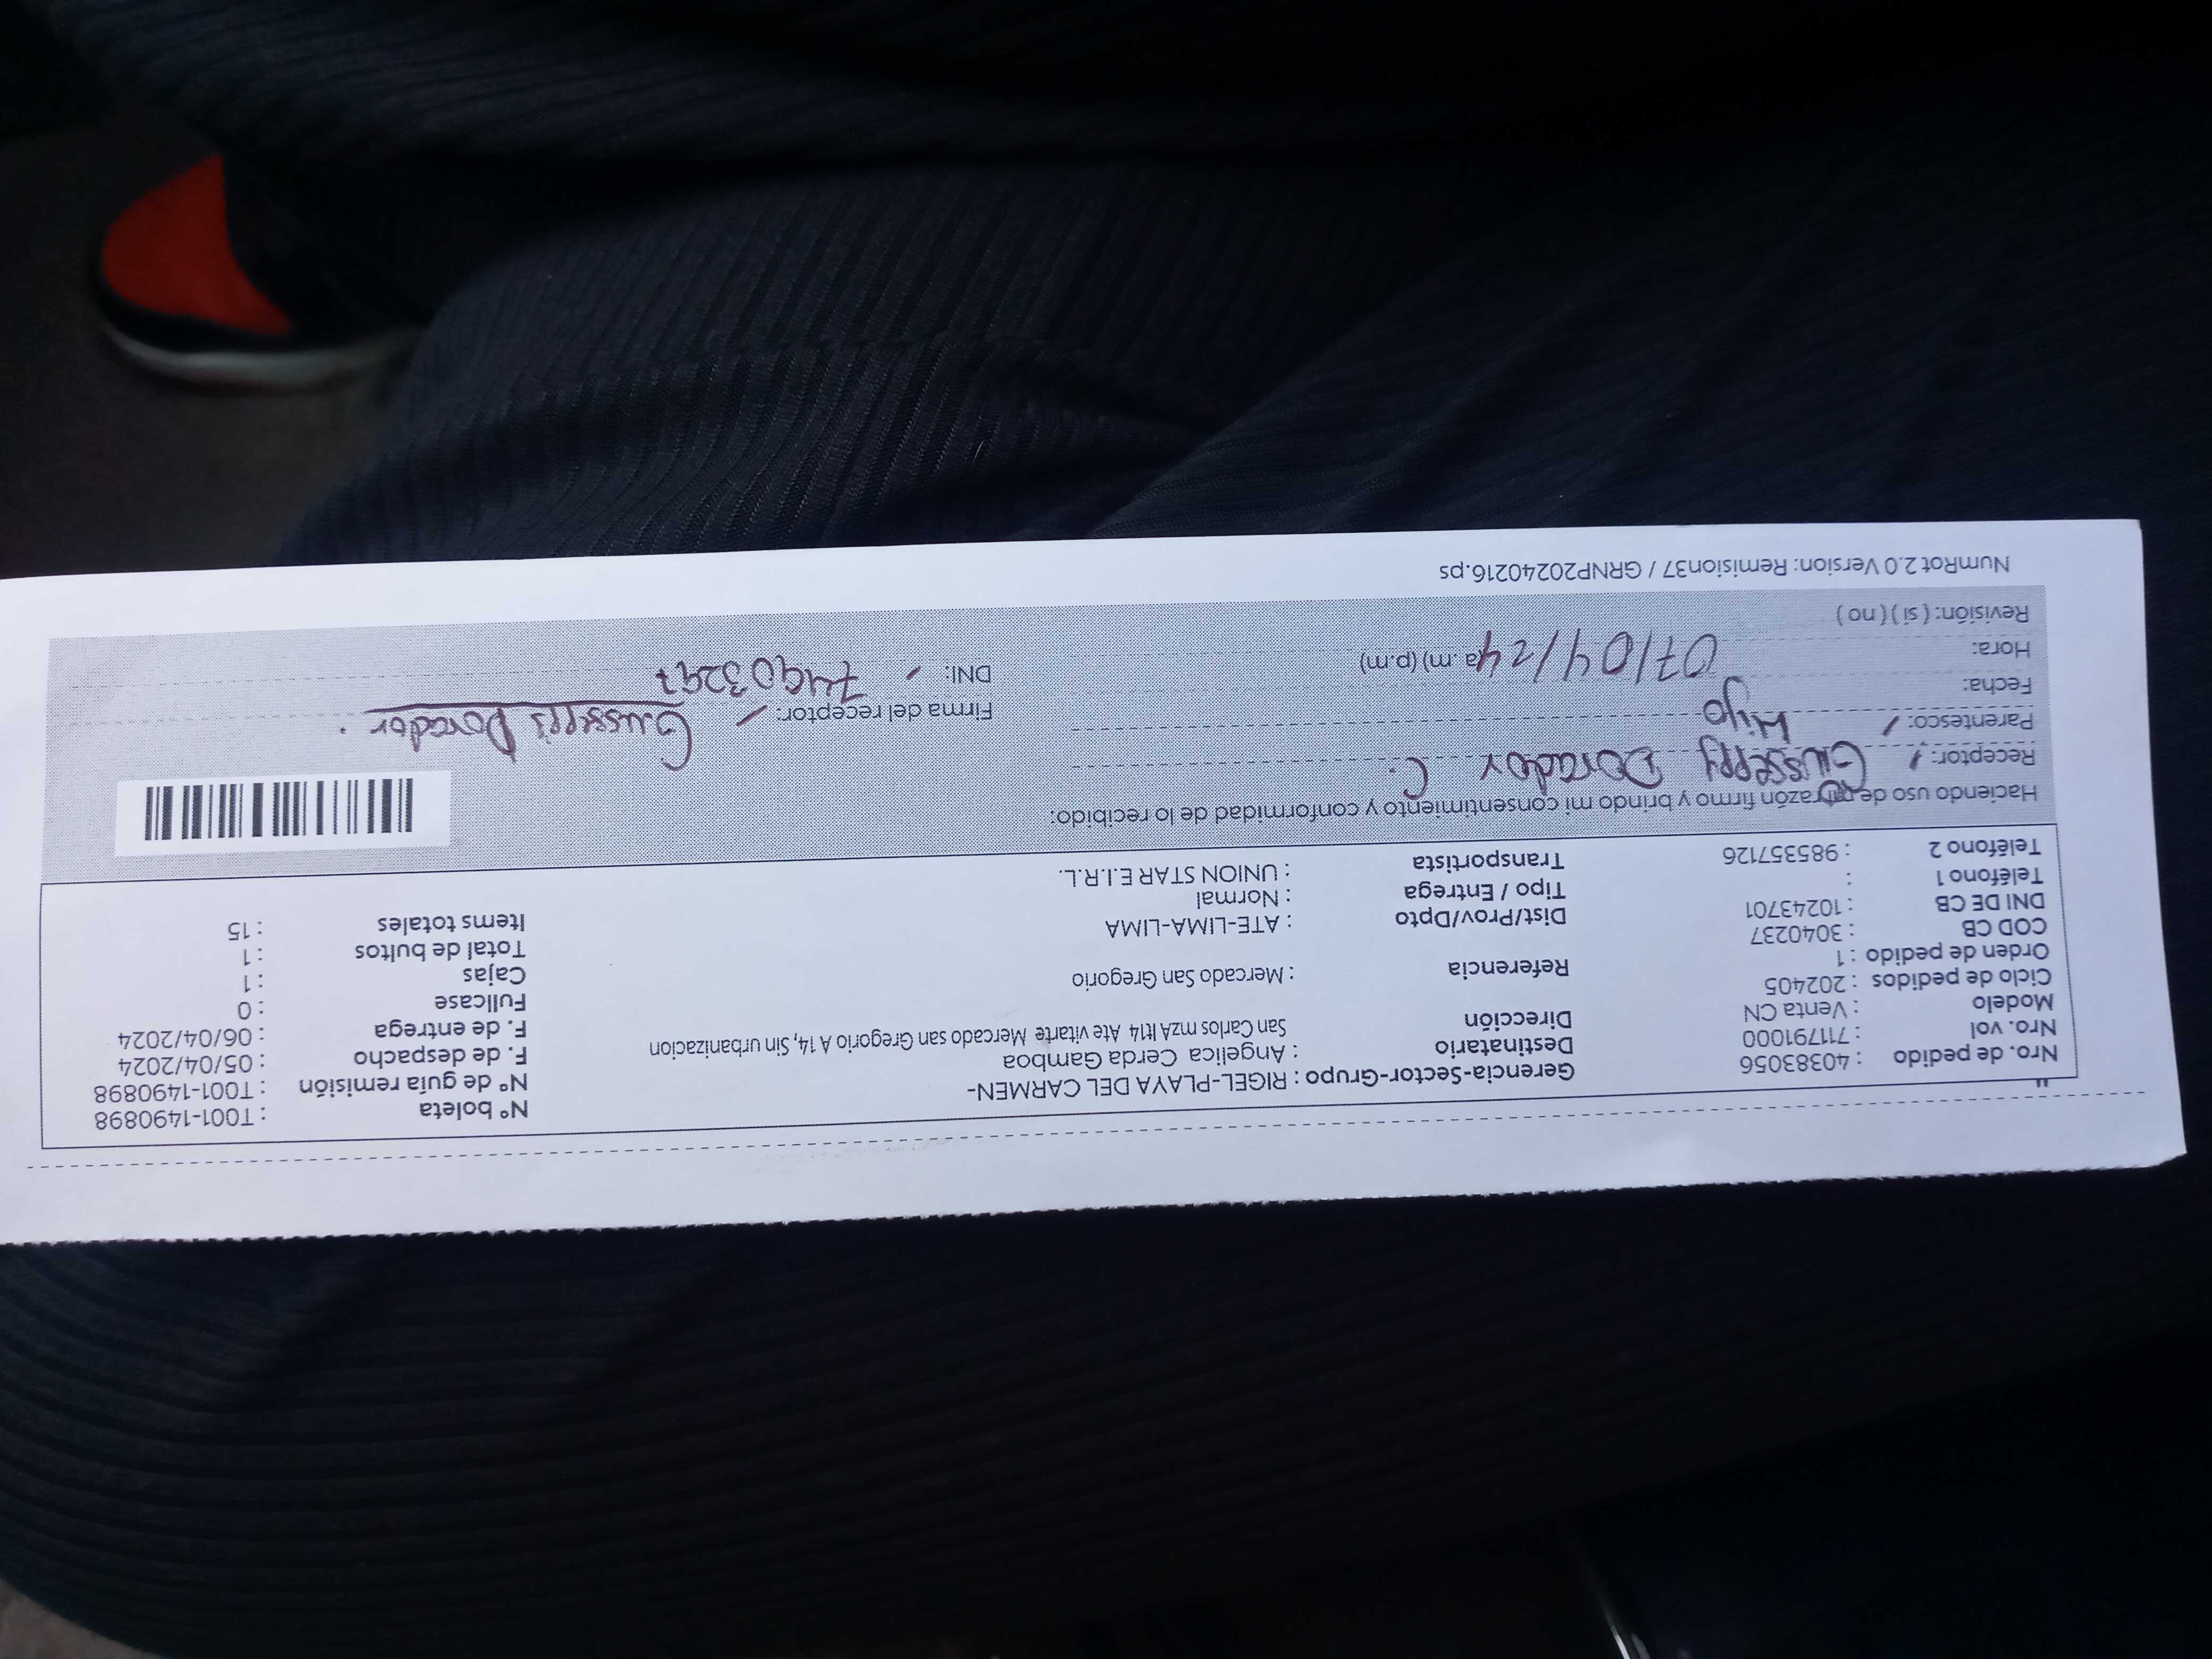 Nro. de pedido : 40383056 Gerencia-Sector-Grupo : RIGEL-PLAYA DEL CARMEN- N° boleta : T001-1490898
Nro. vol : 711791000 Destinatario : Angelica Cerda Gamboa N° de guía remisión : T001-1490898
Modelo : Venta CN Dirección San Carlos mzA lt14 Ate vitarte Mercado san Gregorio A 14, Sin urbanizacion F. de despacho : 05/04/2024
Ciclo de pedidos : 202405 F. de entrega : 06/04/2024
Orden de pedido : 1 Referencia : Mercado San Gregorio Fullcase : 0
COD CB : 3040237 Cajas : 1
DNI DE CB : 10243701 Dist/Prov/Dpto : ATE-LIMA-LIMA Total de bultos : 1
Teléfono 1 : Tipo / Entrega : Normal Items totales : 15
Teléfono 2 : 985357126 Transportista : UNION STAR E.I.R.L.
Haciendo uso de mi razón firmo y brindo mi consentimiento y conformidad de lo recibido:
Receptor: Giusseppy Dorador C.
Parentesco: Hijo Firma del receptor: Giusseppi Dorador.
Fecha: 07/04/24 DNI: 74903297
Hora: (a.m) (p.m)
Revisión: ( si ) ( no )
NumRot 2.0 Version: Remision37 / GRNP20240216.ps